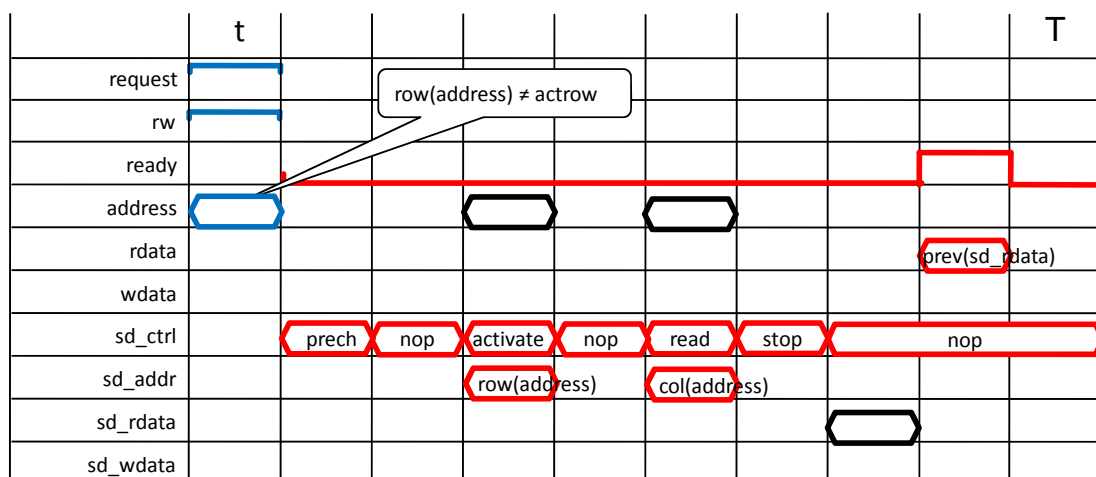 t T
request
row(address) ≠ actrow
rw
ready
address
rdata prev(sd_rdata)
wdata
sd_ctrl prech nop activate nop read stop nop
sd_addr row(address) col(address)
sd_rdata
sd_wdata